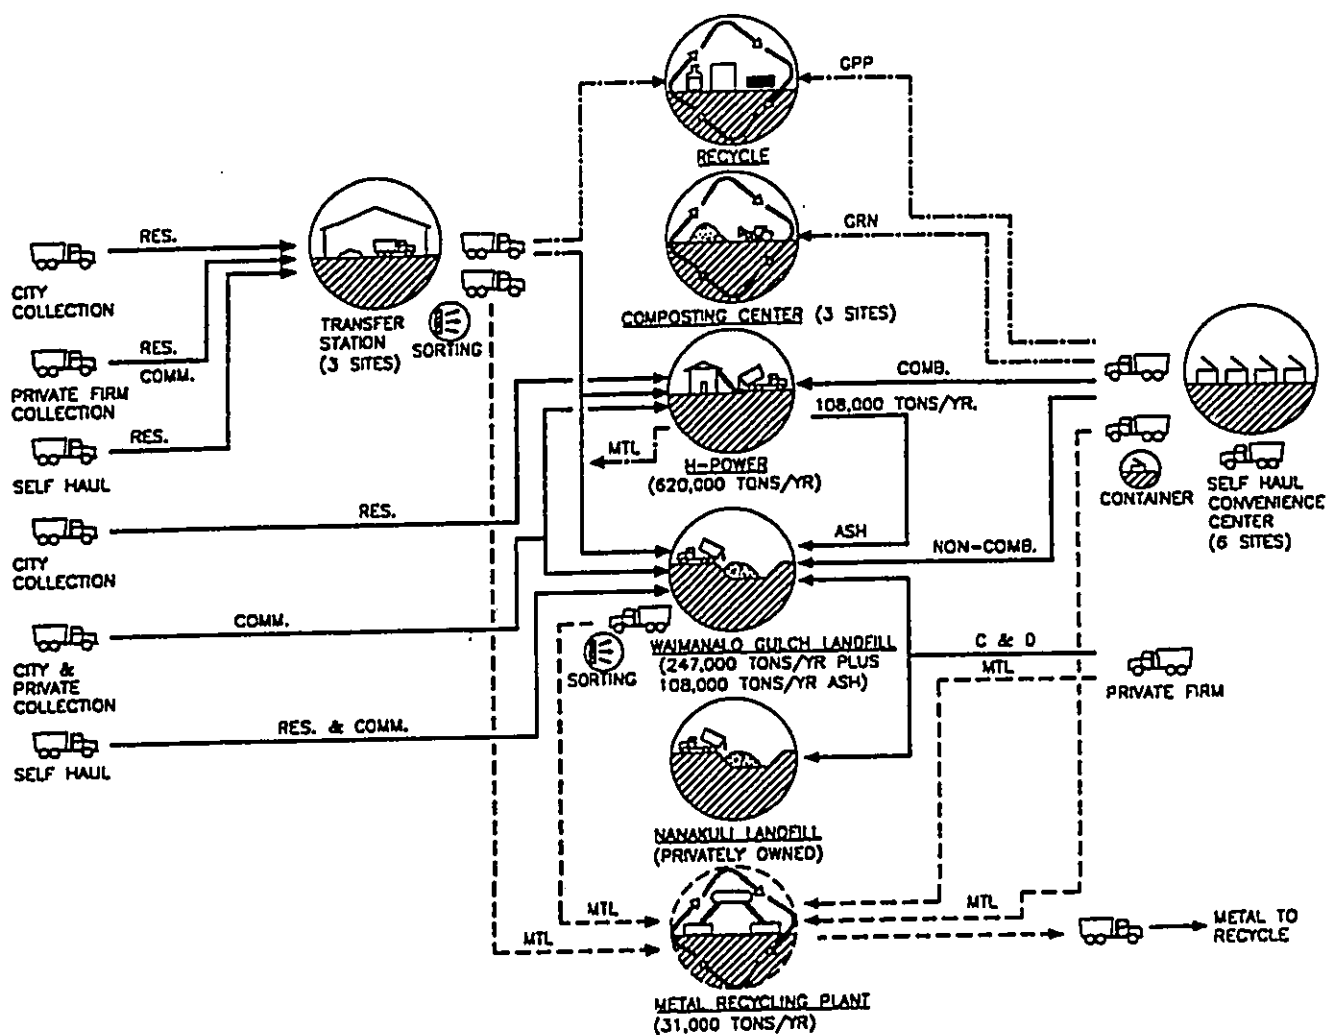 GPP
RECYCLE
RES.
CITY
COLLECTION
RES.
COMM.
PRIVATE FIRM
COLLECTION
RES.
SELF HAUL
TRANSFER
STATION
(3 SITES)
SORTING
GRN
COMPOSTING CENTER (3 SITES)
COMB.
108,000 TONS/YR.
MTL
H-POWER
(620,000 TONS/YR)
CONTAINER
SELF HAUL
CONVENIENCE
CENTER
(6 SITES)
RES.
CITY
COLLECTION
ASH
NON-COMB.
COMM.
CITY &
PRIVATE
COLLECTION
SORTING
WAIMANALO GULCH LANDFILL
(247,000 TONS/YR PLUS
108,000 TONS/YR ASH)
C & D
MTL
PRIVATE FIRM
RES. & COMM.
SELF HAUL
NANAKULI LANDFILL
(PRIVATELY OWNED)
MTL
MTL
MTL
METAL TO
RECYCLE
METAL RECYCLING PLANT
(31,000 TONS/YR)